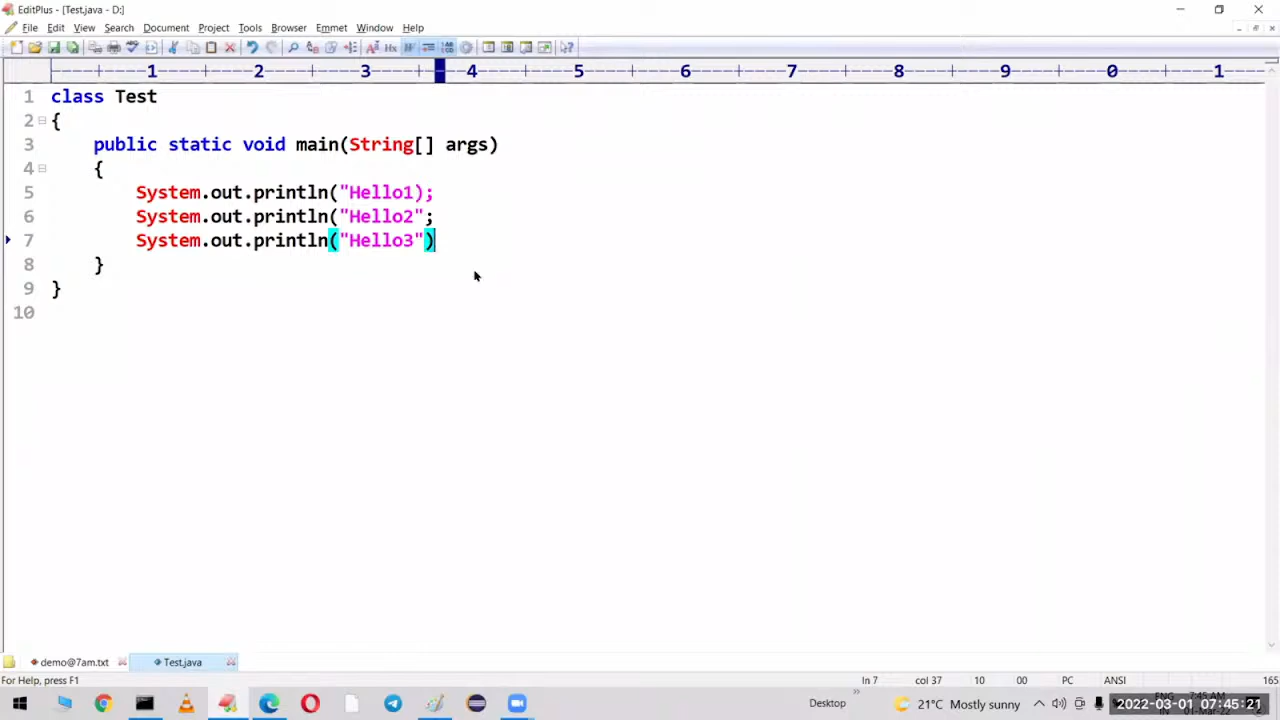 EditPlus - [Test.java - D:]
File Edit View Search Document Project Tools Browser Emmet Window Help
----+----1----+----2----+----3----+----4----+----5----+----6----+----7----+----8----+----9----+----0----+----1----
1 class Test
2 {
3 public static void main(String[] args)
4 {
5 System.out.println("Hello1);
6 System.out.println("Hello2";
7 System.out.println("Hello3")
8 }
9 }
10
demo@7am.txt Test.java
For Help, press F1 ln 7 col 37 10 00 PC ANSI 165
Desktop 21°C Mostly sunny 2022-03-01 07:45:21